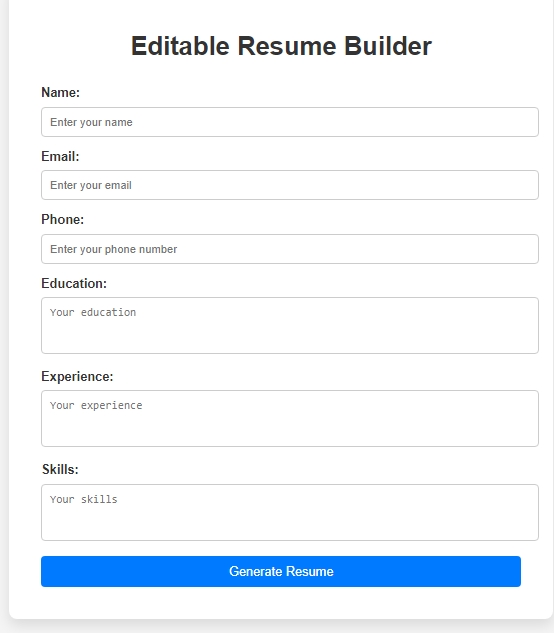 Editable Resume Builder
Name:
Enter your name
Email:
Enter your email
Phone:
Enter your phone number
Education:
Your education
Experience:
Your experience
Skills:
Your skills
Generate Resume